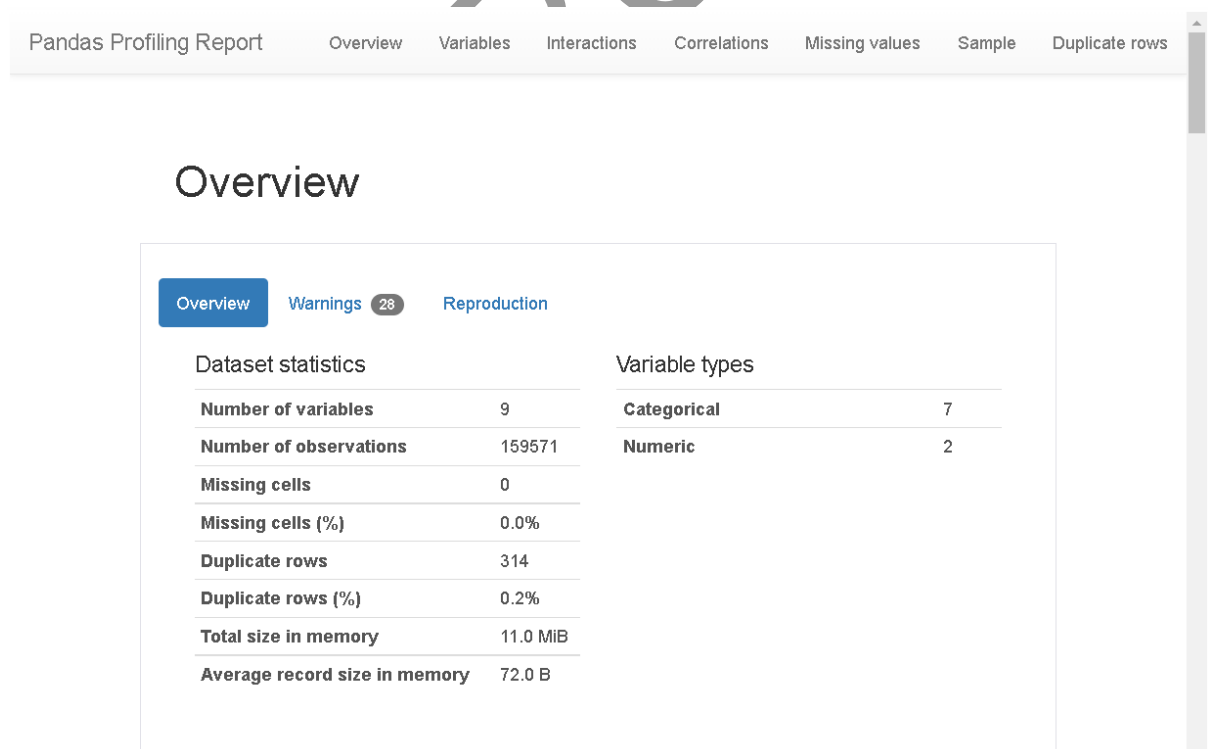 Pandas Profiling Report Overview Variables Interactions Correlations Missing values Sample Duplicate rows
Overview
Overview Warnings 28 Reproduction
Dataset statistics
Number of variables 9
Number of observations 159571
Missing cells 0
Missing cells (%) 0.0%
Duplicate rows 314
Duplicate rows (%) 0.2%
Total size in memory 11.0 MiB
Average record size in memory 72.0 B
Variable types
Categorical 7
Numeric 2